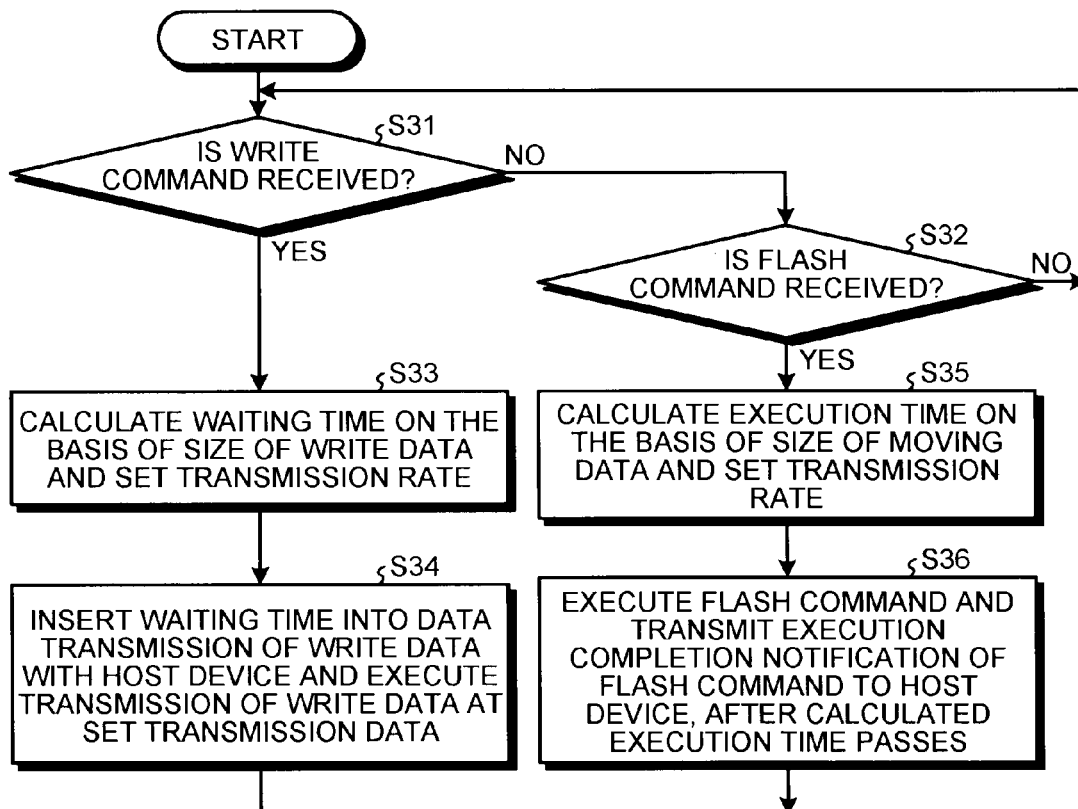 START
S31
IS WRITE
COMMAND RECEIVED?
NO
YES
S32
IS FLASH
COMMAND RECEIVED?
NO
YES
S33
CALCULATE WAITING TIME ON THE
BASIS OF SIZE OF WRITE DATA
AND SET TRANSMISSION RATE
S35
CALCULATE EXECUTION TIME ON
THE BASIS OF SIZE OF MOVING
DATA AND SET TRANSMISSION
RATE
S34
INSERT WAITING TIME INTO DATA
TRANSMISSION OF WRITE DATA
WITH HOST DEVICE AND EXECUTE
TRANSMISSION OF WRITE DATA AT
SET TRANSMISSION DATA
S36
EXECUTE FLASH COMMAND AND
TRANSMIT EXECUTION
COMPLETION NOTIFICATION OF
FLASH COMMAND TO HOST
DEVICE, AFTER CALCULATED
EXECUTION TIME PASSES